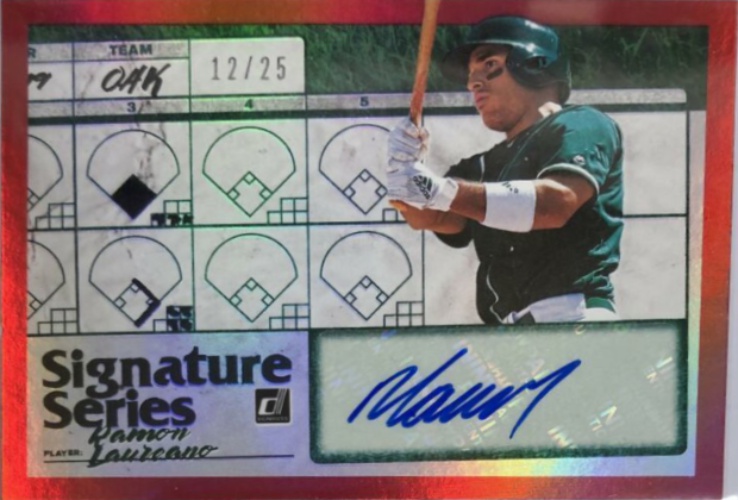 TEAM
OAK
12/25
3 4 5
Signature
Series
Ramon
PLAYER: Laureano